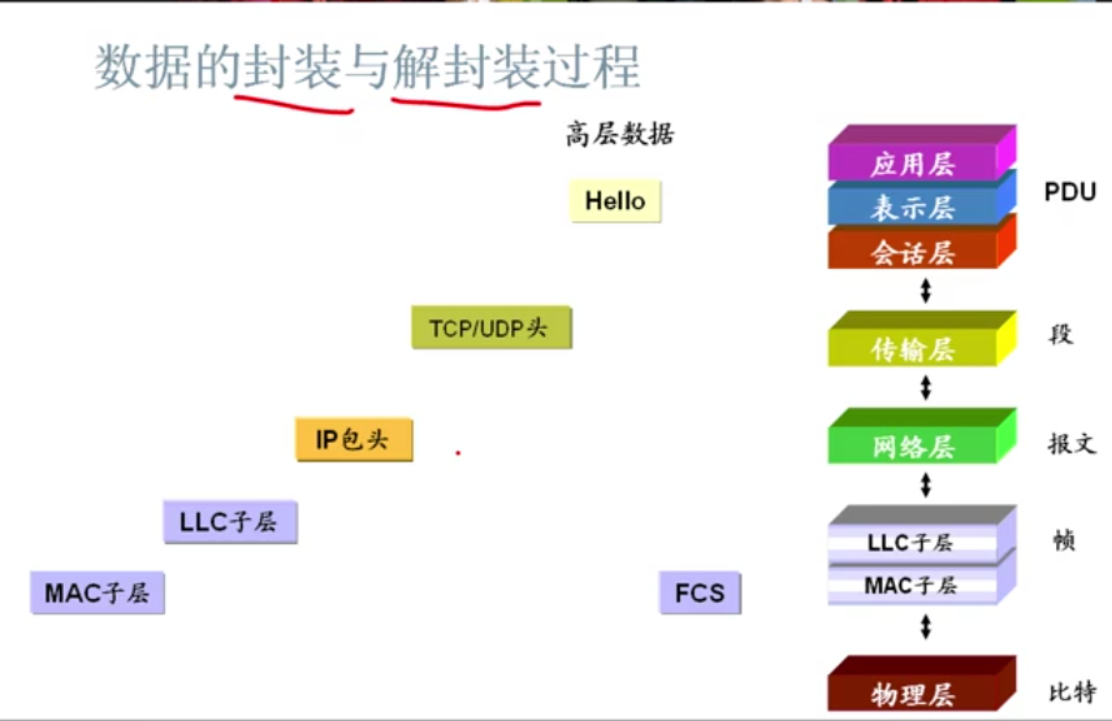 数据的封装与解封装过程
高层数据
Hello
TCP/UDP头
IP包头
LLC子层
MAC子层
FCS
应用层
表示层
会话层
PDU
传输层
段
网络层
报文
LLC子层
MAC子层
帧
物理层
比特